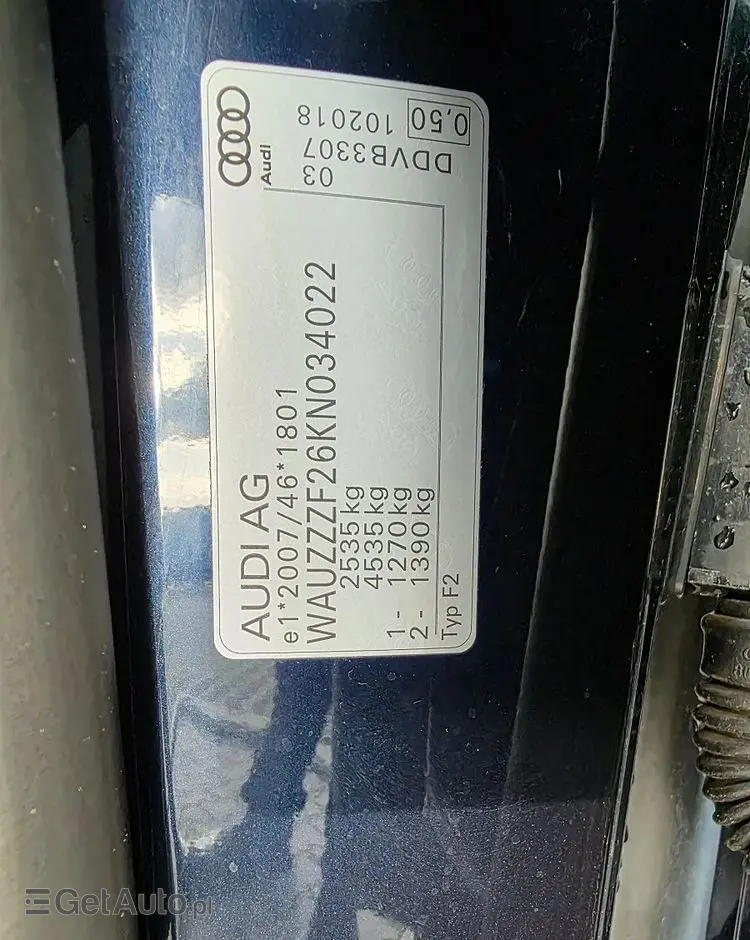 AUDI AG
e1*2007/46*1801
WAUZZZF26KN034022
2535 kg
4535 kg
1 - 1270 kg
2 - 1390 kg
Typ F2
Audi
03
DDVB3307
102018
0,50
GetAuto.pl